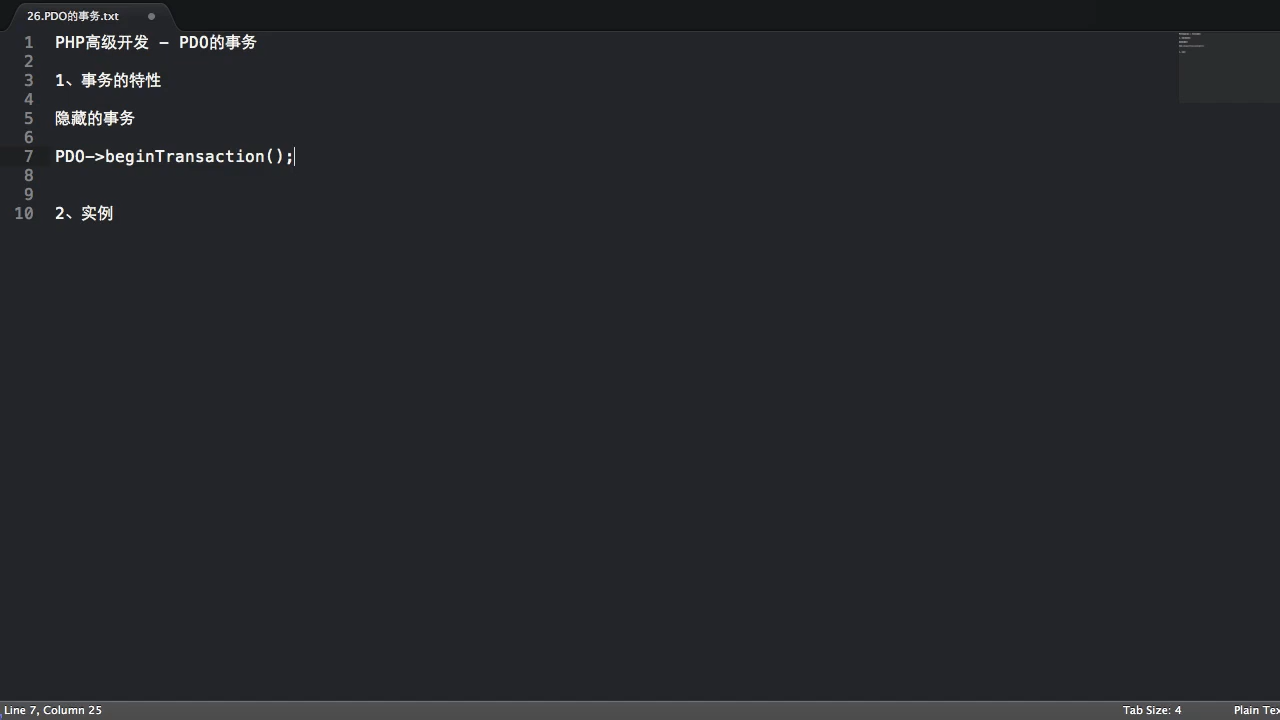 26.PDO的事务.txt
1 PHP高级开发 - PDO的事务
2
3 1、事务的特性
4
5 隐藏的事务
6
7 PDO->beginTransaction();
8
9
10 2、实例
Line 7, Column 25
Tab Size: 4
Plain Tex